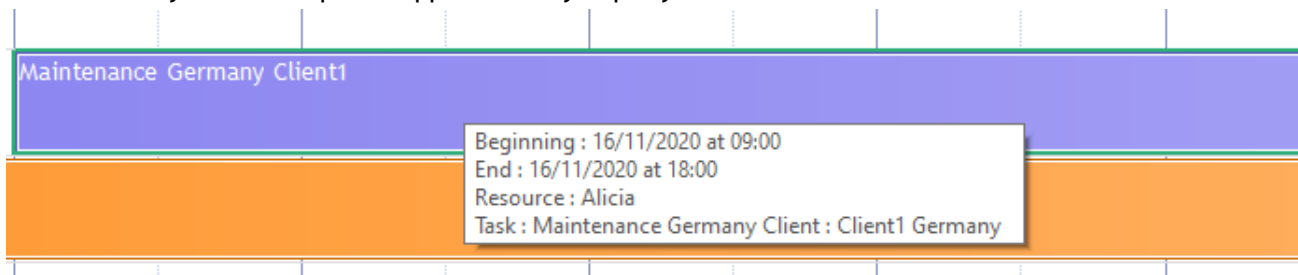 Maintenance Germany Client1
Beginning : 16/11/2020 at 09:00
End : 16/11/2020 at 18:00
Resource : Alicia
Task : Maintenance Germany Client : Client1 Germany